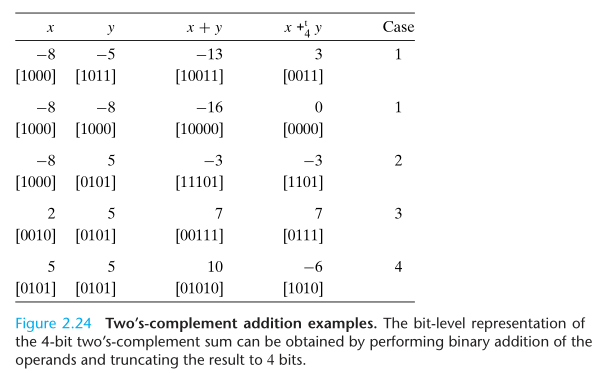 x y x + y x +ᵗ₄ y Case
−8 −5 −13 3 1
[1000] [1011] [10011] [0011]
−8 −8 −16 0 1
[1000] [1000] [10000] [0000]
−8 5 −3 −3 2
[1000] [0101] [11101] [1101]
2 5 7 7 3
[0010] [0101] [00111] [0111]
5 5 10 −6 4
[0101] [0101] [01010] [1010]
Figure 2.24 Two’s-complement addition examples. The bit-level representation of
the 4-bit two’s-complement sum can be obtained by performing binary addition of the
operands and truncating the result to 4 bits.